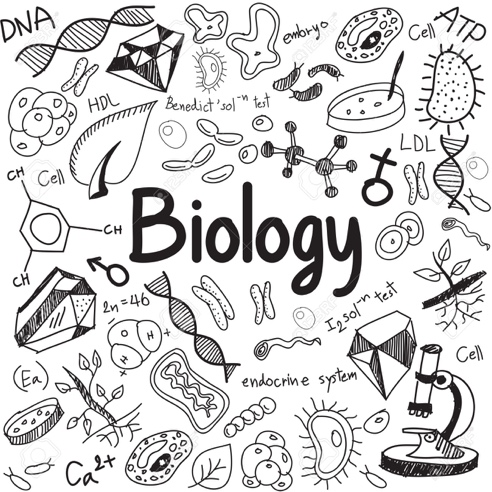 DNA
embryo
Cell
ATP
HDL
Benedict'sol-n test
LDL
CH
Cell
CH
Biology
CH
2n=46
I2sol-n test
H
+
H
+
Cell
(Ea)
endocrine system
Ca2+